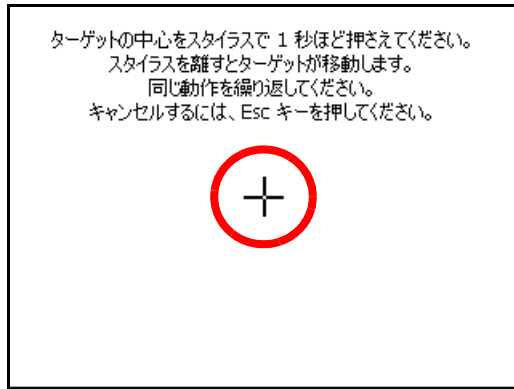 ターゲットの中心をスタイラスで 1 秒ほど押さえてください。
スタイラスを離すとターゲットが移動します。
同じ動作を繰り返してください。
キャンセルするには、Esc キーを押してください。